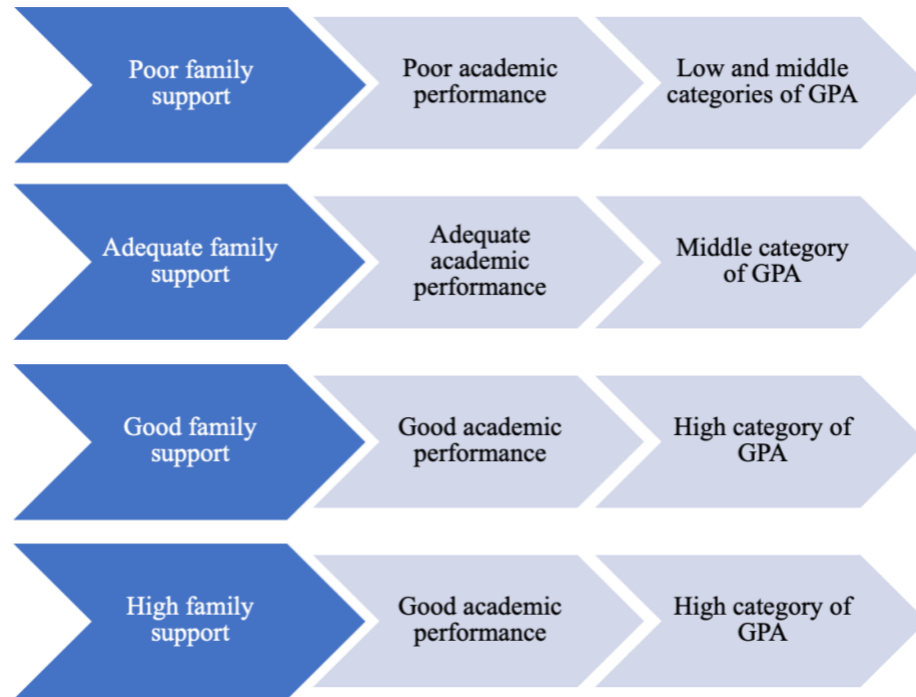 Poor family
support
Poor academic
performance
Low and middle
categories of GPA
Adequate family
support
Adequate
academic
performance
Middle category
of GPA
Good family
support
Good academic
performance
High category of
GPA
High family
support
Good academic
performance
High category of
GPA